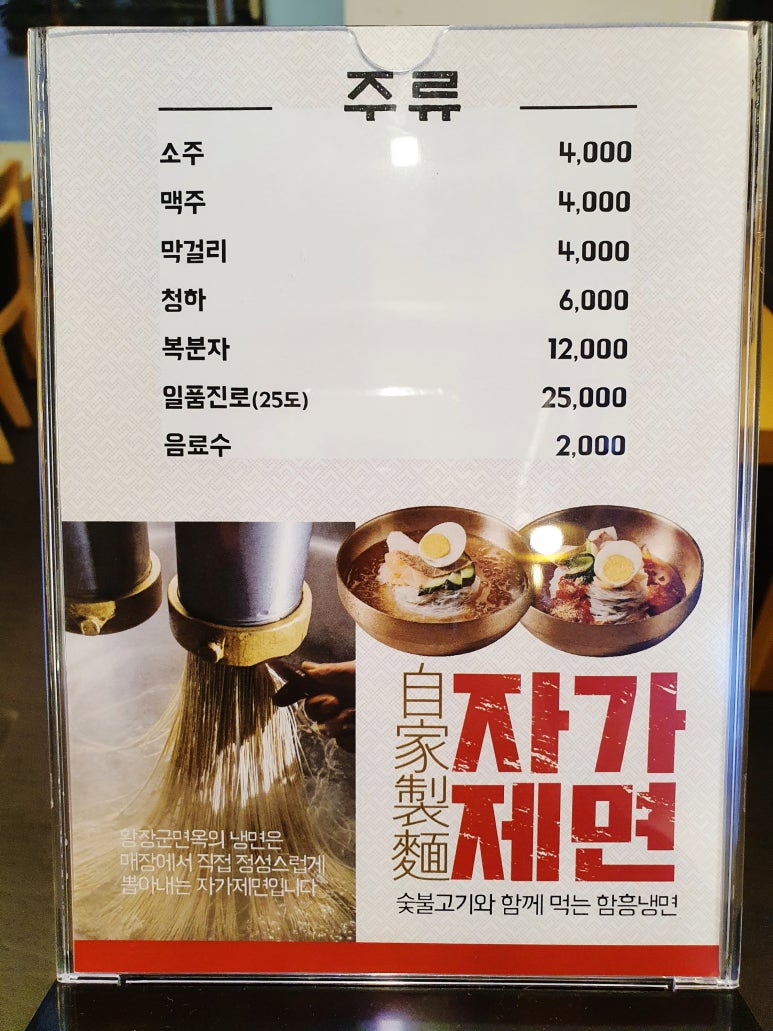 주류
소주 4,000
맥주 4,000
막걸리 4,000
청하 6,000
복분자 12,000
일품진로(25도) 25,000
음료수 2,000
自家製麵
자가
제면
숯불고기와 함께 먹는 함흥냉면
황장군면옥의 냉면은
매장에서 직접 정성스럽게
뽑아내는 자가제면입니다